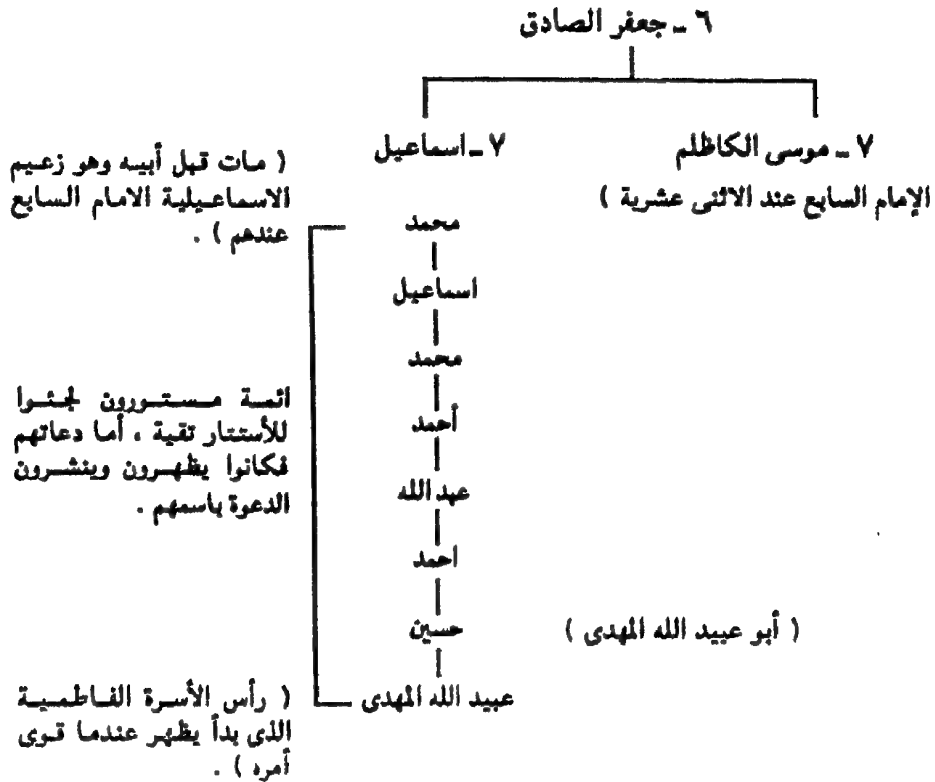 ٦ ـ جعفر الصادق
٧ ـ موسى الكاظلم
٧ ـ اسماعيل
( مات قبل أبيه وهو زعيم
الاسماعيلية الامام السابع
عندهم ) .
الإمام السابع عند الاثنى عشرية )
محمد
اسماعيل
محمد
أحمد
عبد الله
احمد
حسين
( أبو عبيد الله المهدى )
ائمة مستورون لجئوا
للأستتار تقية ، أما دعاتهم
فكانوا يظهرون وينشرون
الدعوة باسمهم .
عبيد الله المهدى
( رأس الأسرة الفاطمية
الذى بدأ يظهر عندما قوى
أمره ) .